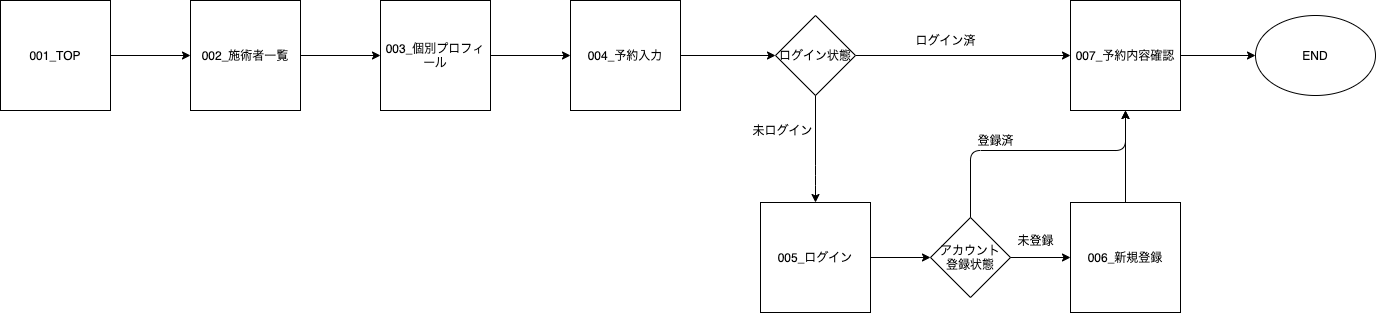 001_TOP
002_施術者一覧
003_個別プロフィ
ール
004_予約入力
ログイン状態
ログイン済
007_予約内容確認
END
未ログイン
登録済
005_ログイン
アカウント
登録状態
未登録
006_新規登録